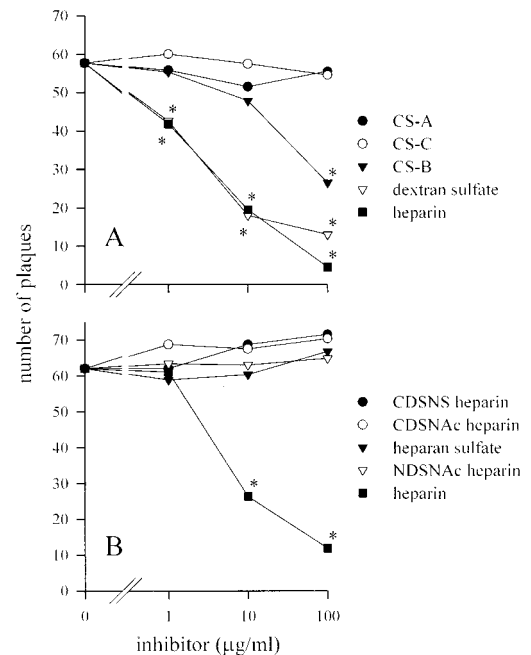 70
60
50
40
30
20
10
0
A
*
*
*
*
*
*
*
CS-A
CS-C
CS-B
dextran sulfate
heparin
number of plaques
70
60
50
40
30
20
10
0
B
*
*
CDSNS heparin
CDSNAc heparin
heparan sulfate
NDSNAc heparin
heparin
0 1 10 100
inhibitor (µg/ml)